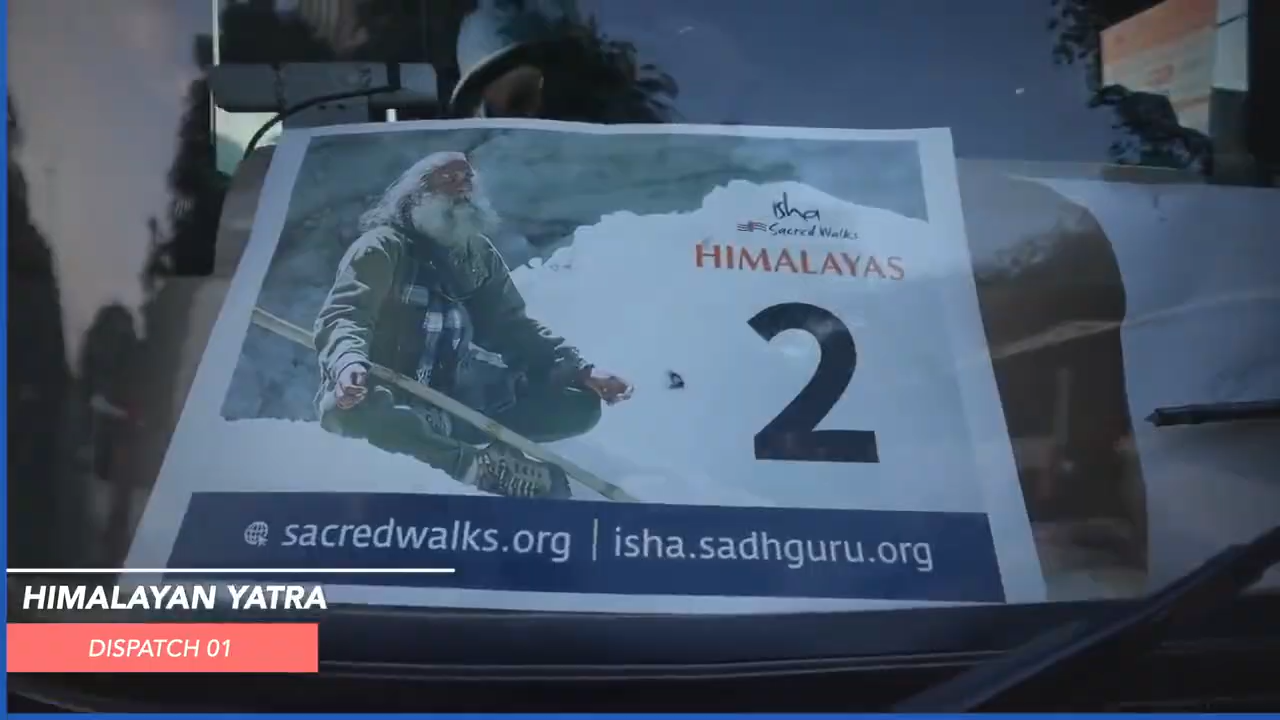 isha
Sacred Walks
HIMALAYAS
2
sacredwalks.org | isha.sadhguru.org
HIMALAYAN YATRA
DISPATCH 01